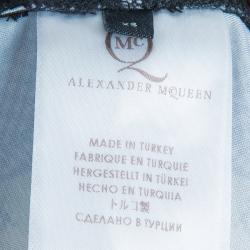 McQ
ALEXANDER MCQUEEN
MADE IN TURKEY
FABRIQUE EN TURQUIE
HERGESTELLT IN TÜRKEI
HECHO EN TURQUIA
トルコ製
СДЕЛАНО В ТУРЦИИ